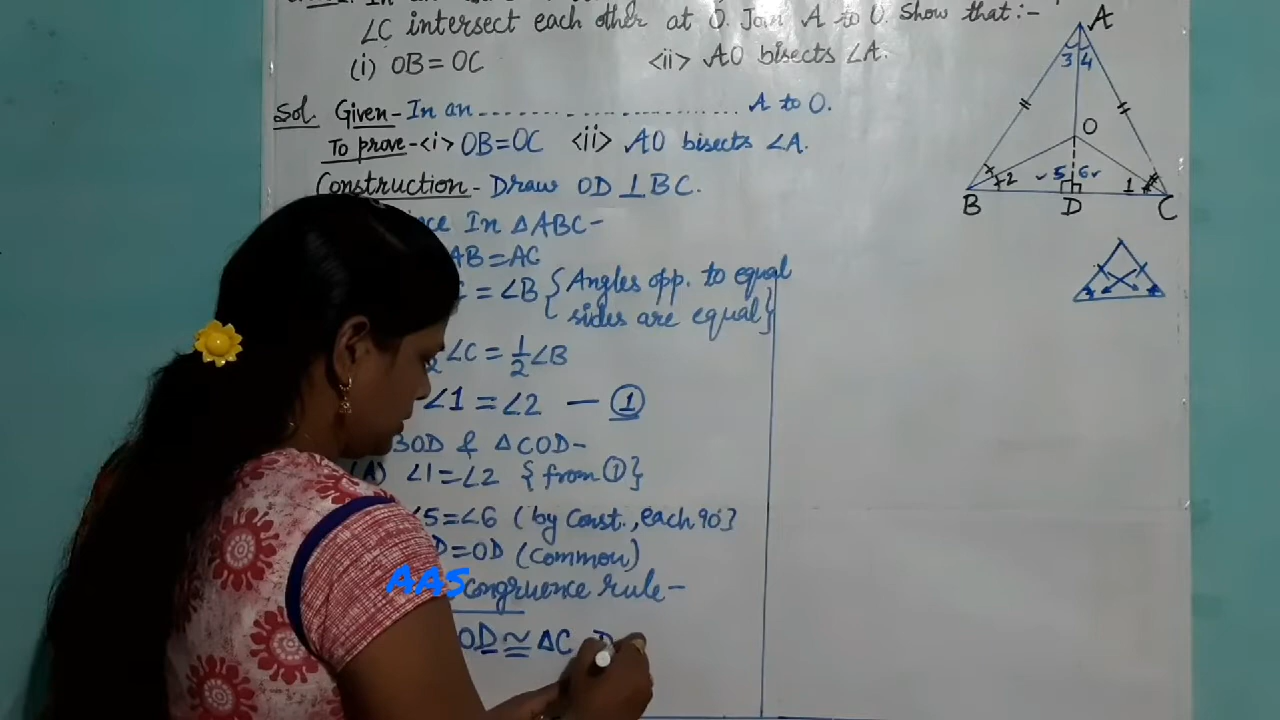 ∠C intersect each other at O. Join A to O. Show that:-
(i) OB = OC <ii> AO bisects ∠A.
Sol. Given - In an ........................ A to O.
To prove - <i> OB = OC <ii> AO bisects ∠A.
Construction - Draw OD ⊥ BC.
In ΔABC -
AB = AC
= ∠B {Angles opp. to equal
sides are equal}
∠C = 1/2 ∠B
∠1 = ∠2 — ①
BOD & ΔCOD -
(A) ∠1 = ∠2 {from ①}
∠5 = ∠6 (by Const., each 90°}
D = OD (Common)
AAS congruence rule -
OD ≅ ΔC D
A
3 4
O
2 5 6 1
B D C